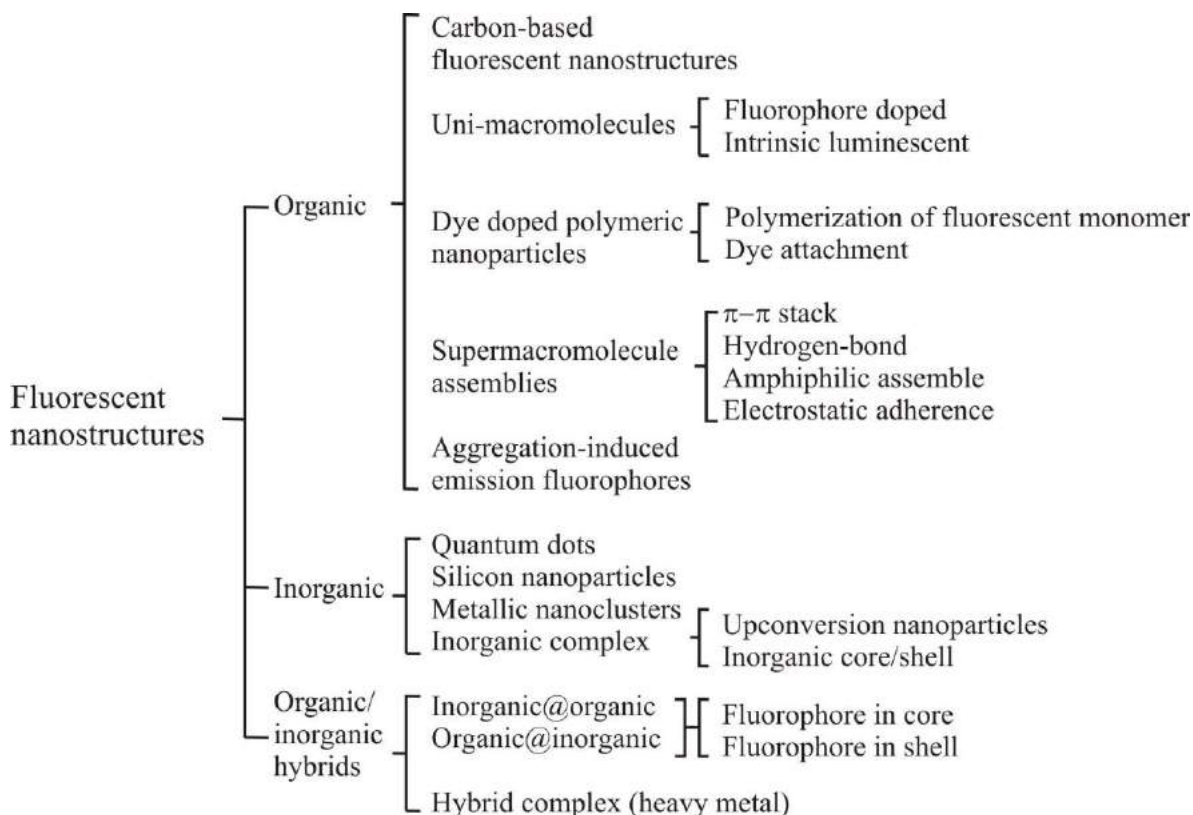 Fluorescent
nanostructures
Organic
Carbon-based
fluorescent nanostructures
Uni-macromolecules
Fluorophore doped
Intrinsic luminescent
Dye doped polymeric
nanoparticles
Polymerization of fluorescent monomer
Dye attachment
Supermacromolecule
assemblies
π–π stack
Hydrogen-bond
Amphiphilic assemble
Electrostatic adherence
Aggregation-induced
emission fluorophores
Inorganic
Quantum dots
Silicon nanoparticles
Metallic nanoclusters
Inorganic complex
Upconversion nanoparticles
Inorganic core/shell
Organic/
inorganic
hybrids
Inorganic@organic
Organic@inorganic
Fluorophore in core
Fluorophore in shell
Hybrid complex (heavy metal)